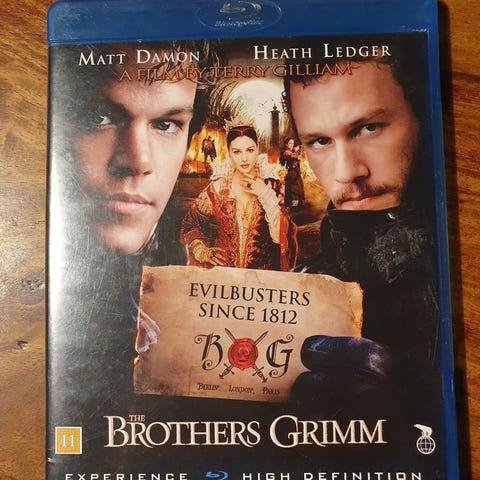 Blu-ray Disc
MATT DAMON HEATH LEDGER
A FILM BY TERRY GILLIAM
EVILBUSTERS
SINCE 1812
B G
BERLIN, LONDON, PARIS
THE
BROTHERS GRIMM
11
EXPERIENCE HIGH DEFINITION